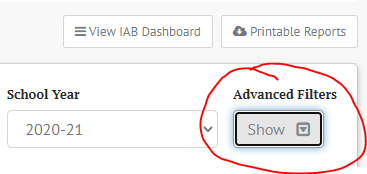 View IAB Dashboard Printable Reports
School Year Advanced Filters
2020-21 Show